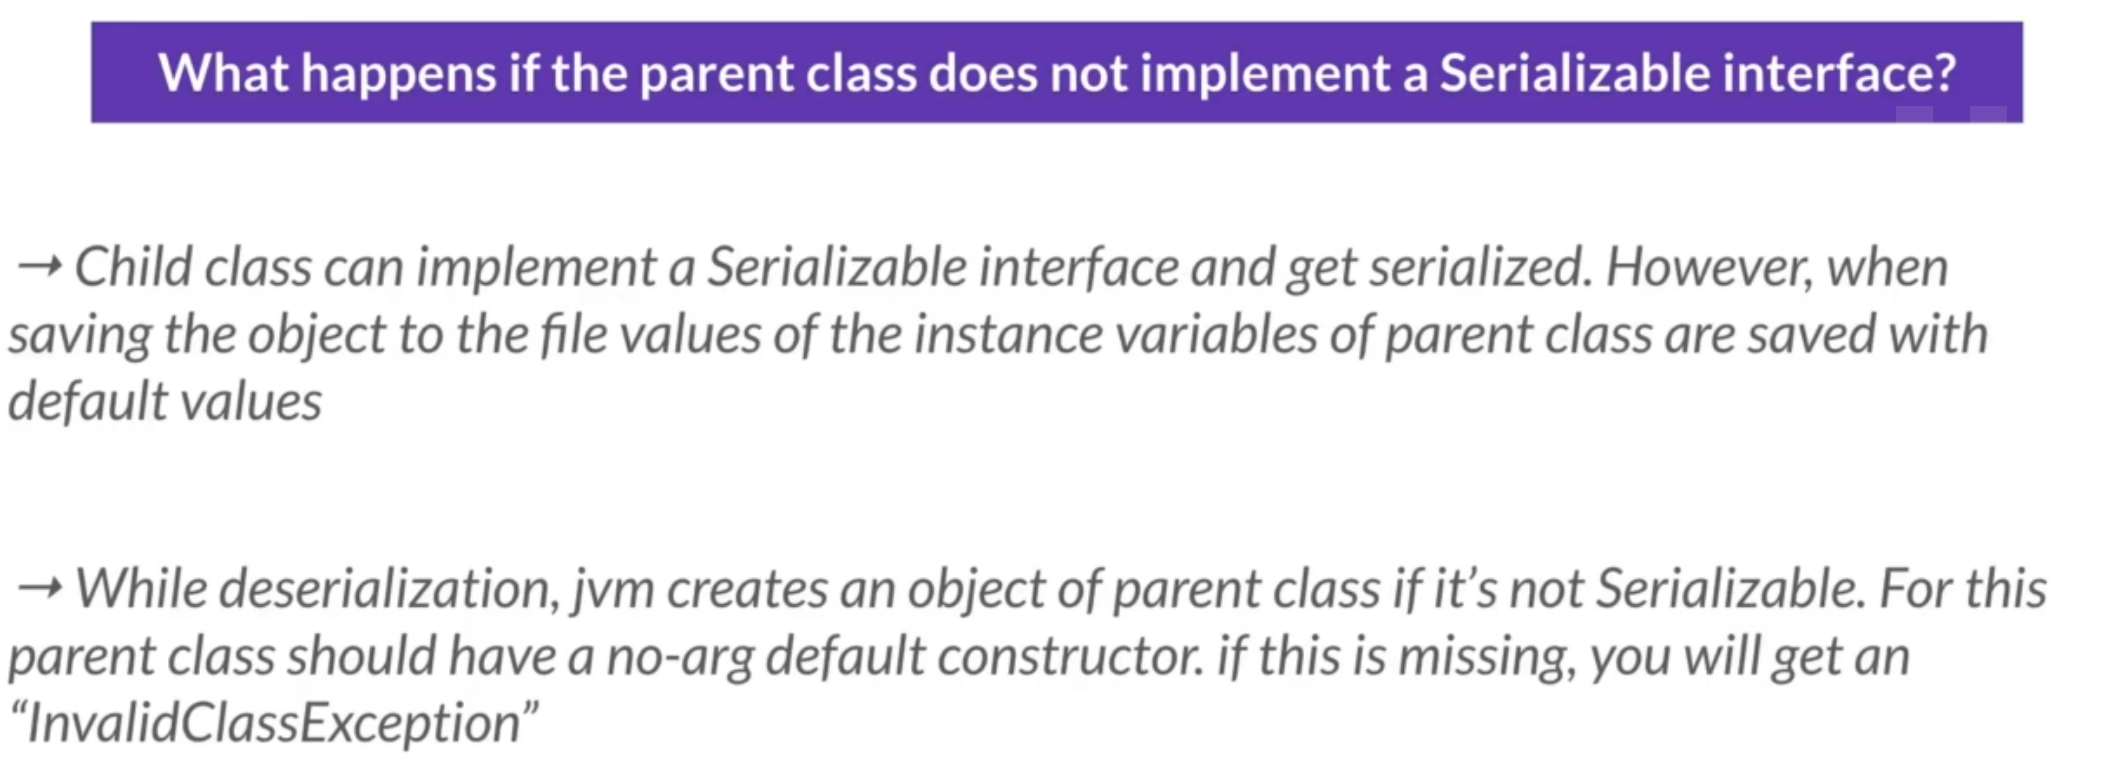 What happens if the parent class does not implement a Serializable interface?
→ Child class can implement a Serializable interface and get serialized. However, when
saving the object to the file values of the instance variables of parent class are saved with
default values
→ While deserialization, jvm creates an object of parent class if it’s not Serializable. For this
parent class should have a no-arg default constructor. if this is missing, you will get an
“InvalidClassException”